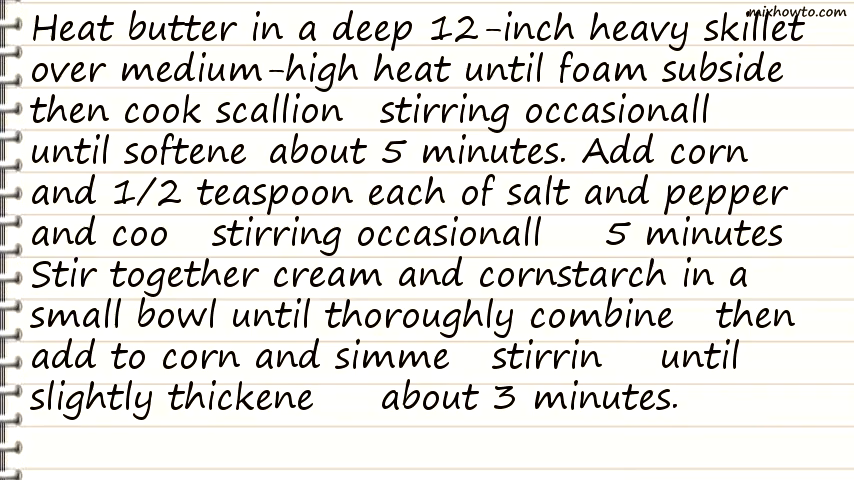 mixhowto.com
Heat butter in a deep 12-inch heavy skillet
over medium-high heat until foam subside
then cook scallion stirring occasionall
until softene about 5 minutes. Add corn
and 1/2 teaspoon each of salt and pepper
and coo stirring occasionall 5 minutes
Stir together cream and cornstarch in a
small bowl until thoroughly combine then
add to corn and simme stirrin until
slightly thickene about 3 minutes.